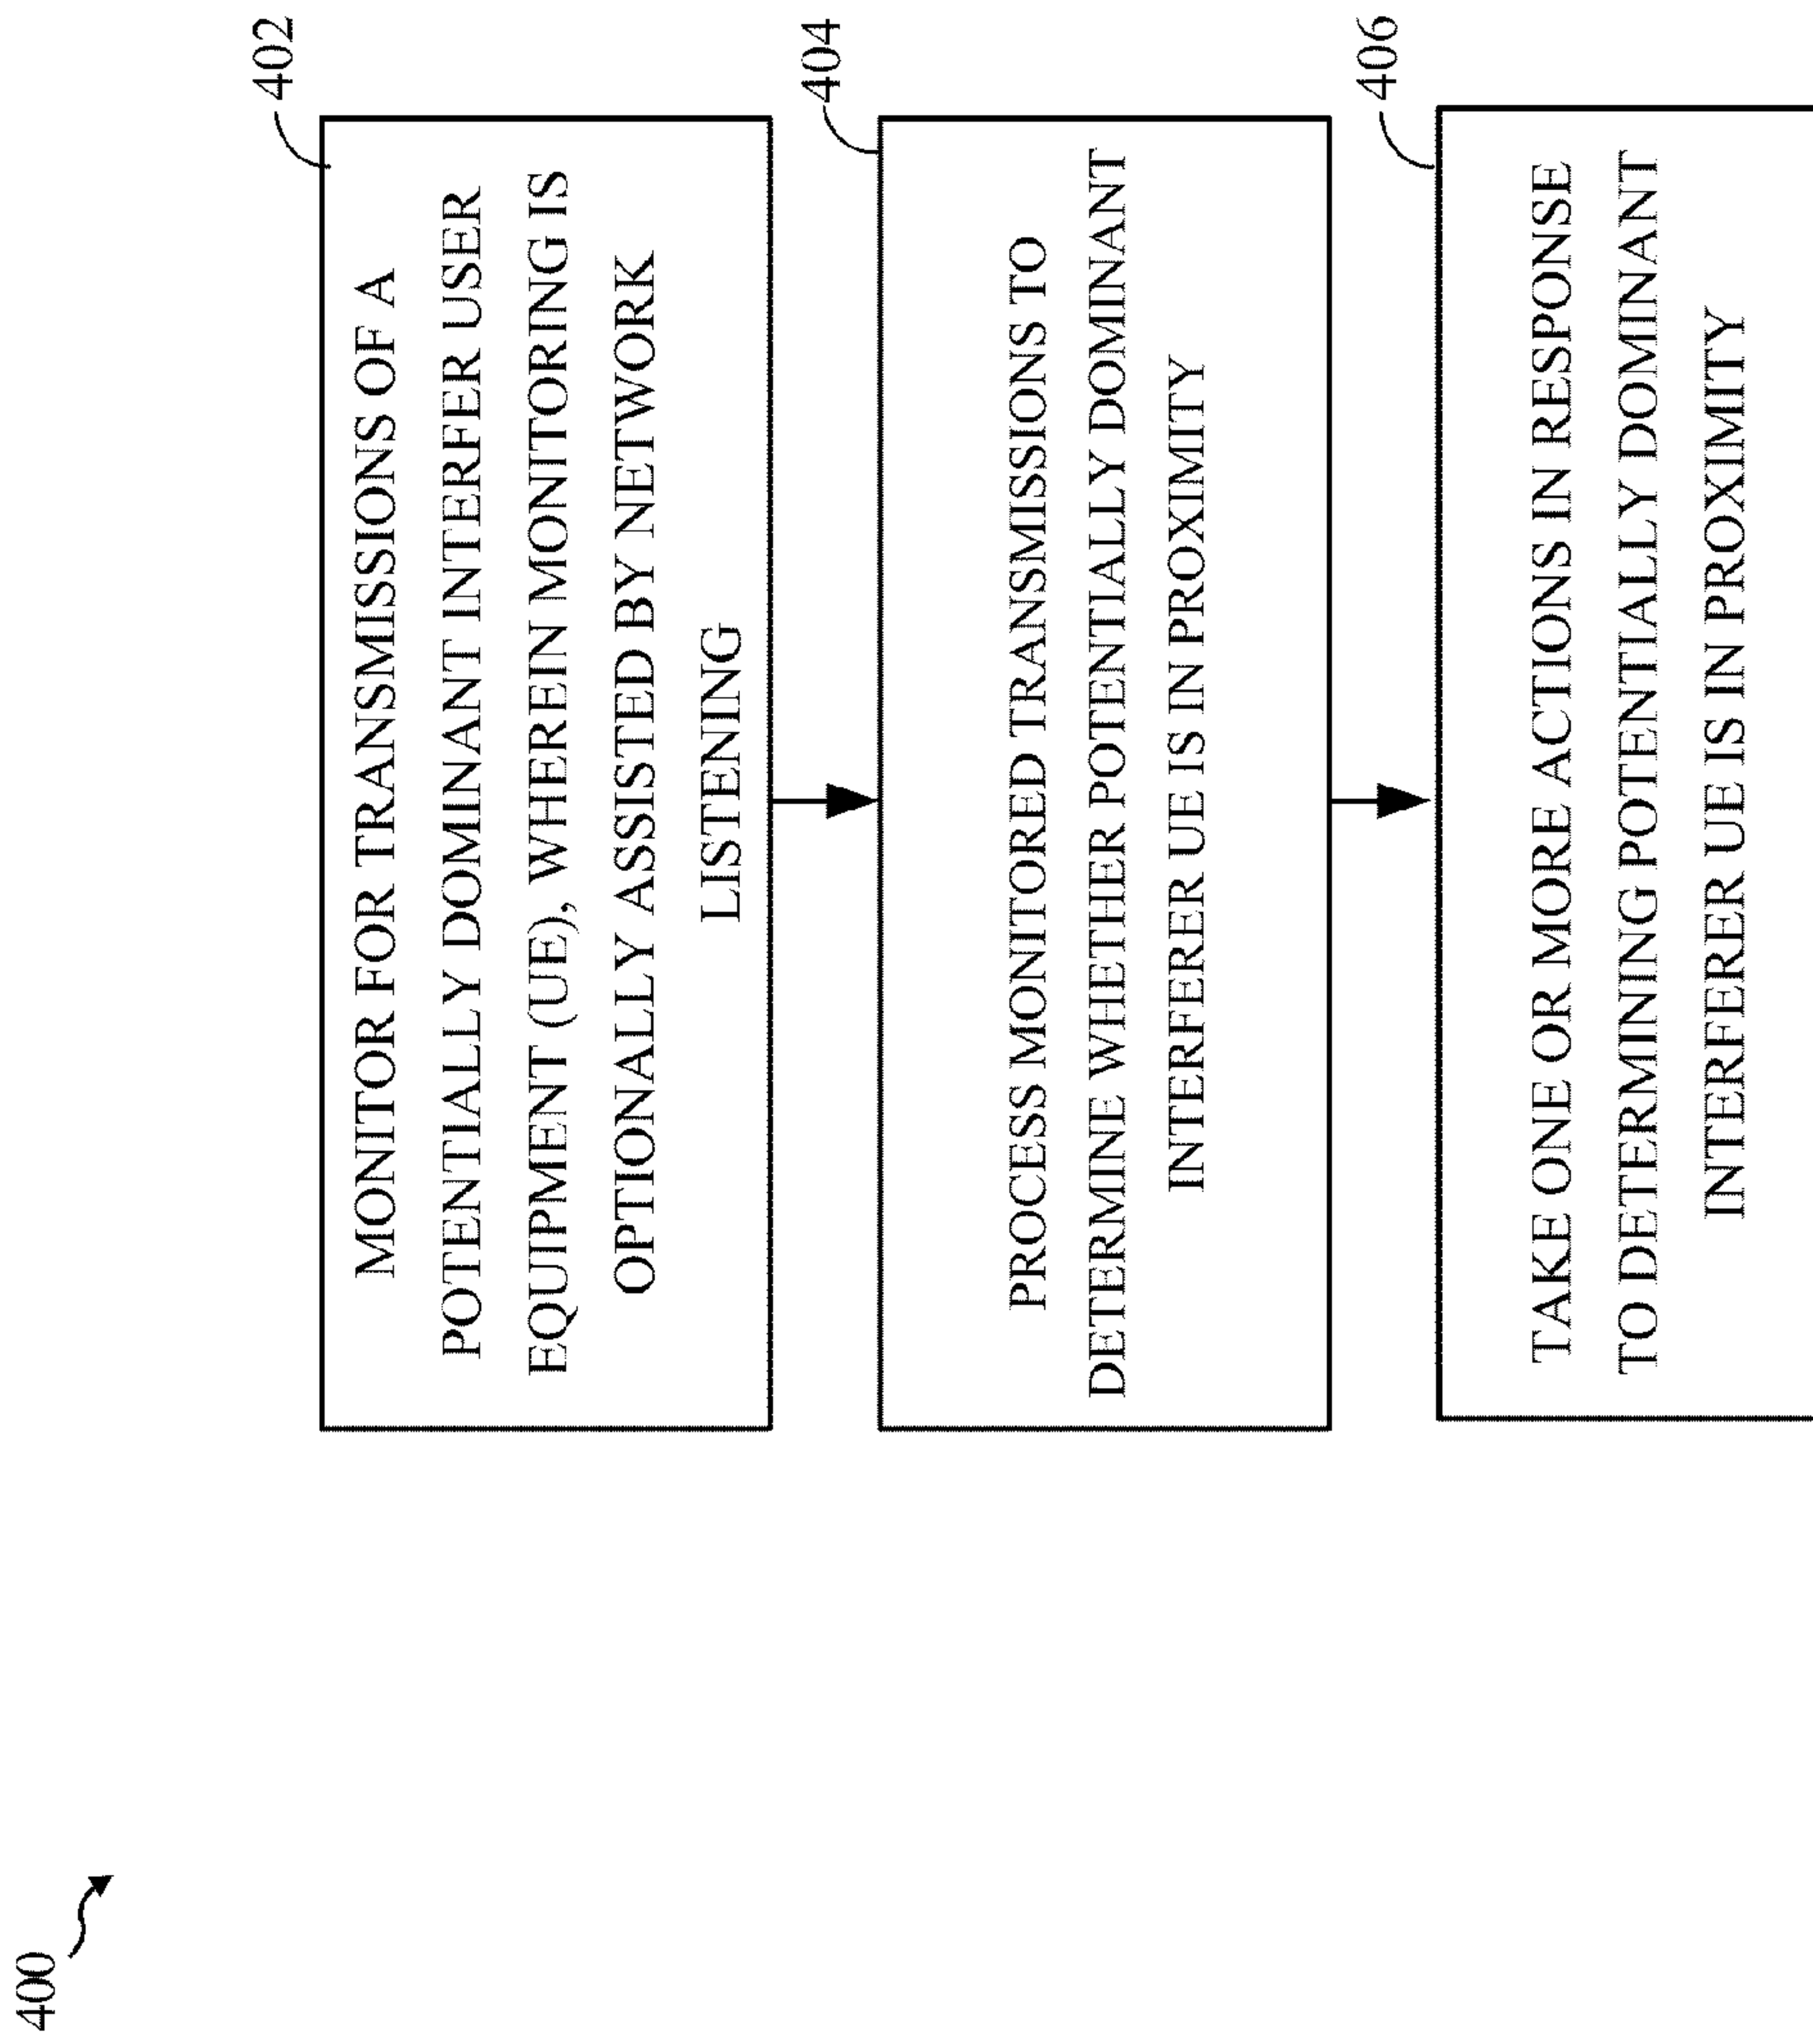 400
402
MONITOR FOR TRANSMISSIONS OF A
POTENTIALLY DOMINANT INTERFER USER
EQUIPMENT (UE), WHEREIN MONITORING IS
OPTIONALLY ASSISTED BY NETWORK
LISTENING
404
PROCESS MONITORED TRANSMISSIONS TO
DETERMINE WHETHER POTENTIALLY DOMINANT
INTERFERER UE IS IN PROXIMITY
406
TAKE ONE OR MORE ACTIONS IN RESPONSE
TO DETERMINING POTENTIALLY DOMINANT
INTERFERER UE IS IN PROXIMITY